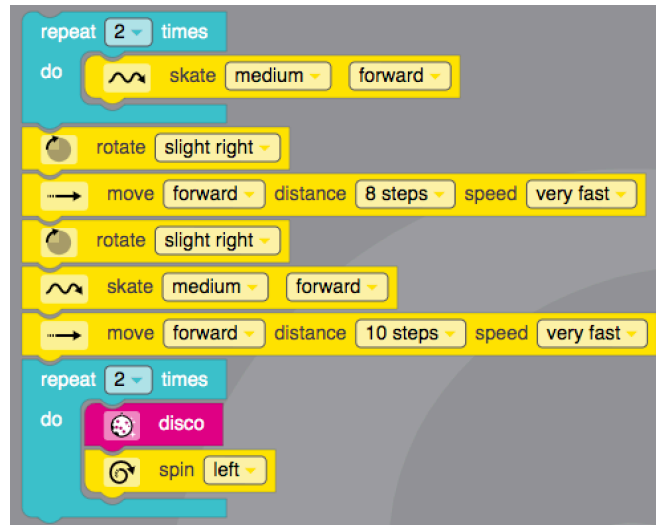 repeat 2 times
do skate medium forward
rotate slight right
move forward distance 8 steps speed very fast
rotate slight right
skate medium forward
move forward distance 10 steps speed very fast
repeat 2 times
do disco
spin left